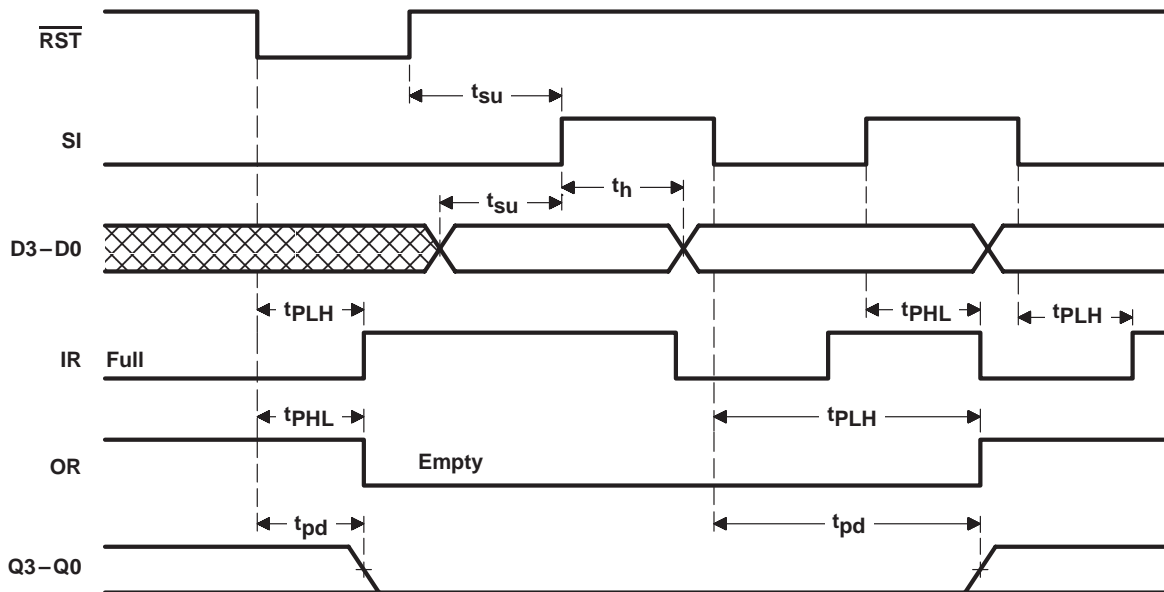 RST
tsu
SI
th
tsu
D3–D0
tPLH
tPHL
tPLH
IR
Full
tPHL
tPLH
OR
Empty
tpd
tpd
Q3–Q0